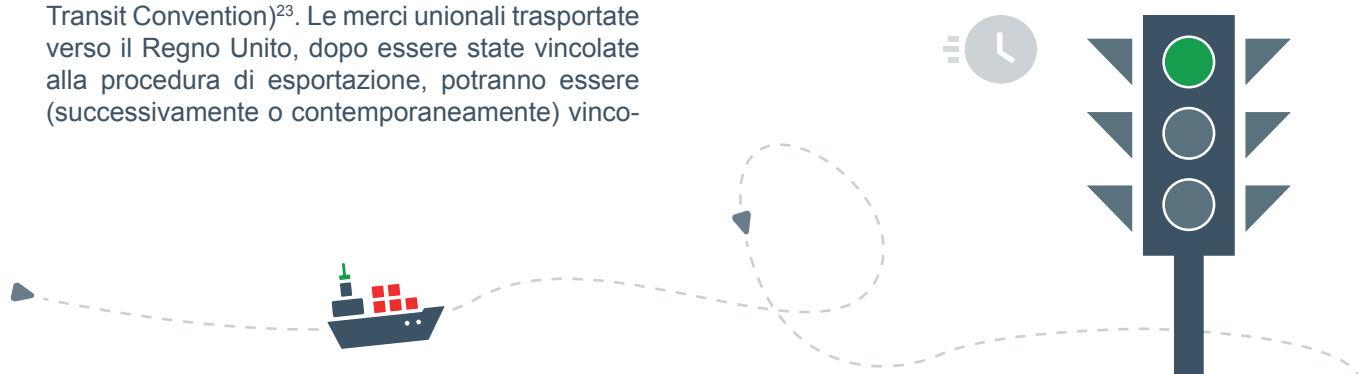 Transit Convention)²³. Le merci unionali trasportate
verso il Regno Unito, dopo essere state vincolate
alla procedura di esportazione, potranno essere
(successivamente o contemporaneamente) vinco-